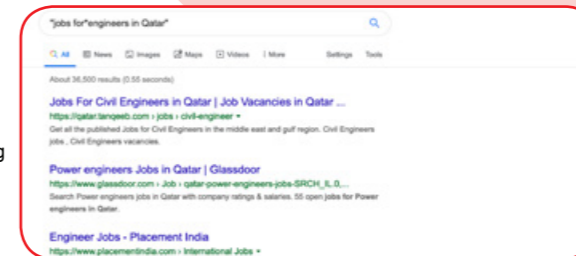 "jobs for"engineers in Qatar"
All News Images Maps Videos More Settings Tools
About 36,500 results (0.55 seconds)
Jobs For Civil Engineers in Qatar | Job Vacancies in Qatar ...
https://qatar.tanqeeb.com › jobs › civil-engineer
Get all the published Jobs for Civil Engineers in the middle east and gulf region. Civil Engineers
jobs , Civil Engineers vacancies.
g
Power engineers Jobs in Qatar | Glassdoor
https://www.glassdoor.com › Job › qatar-power-engineers-jobs-SRCH_IL.0,...
Search Power engineers jobs in Qatar with company ratings & salaries. 55 open jobs for Power
engineers in Qatar.
Engineer Jobs - Placement India
https://www.placementindia.com › International Jobs